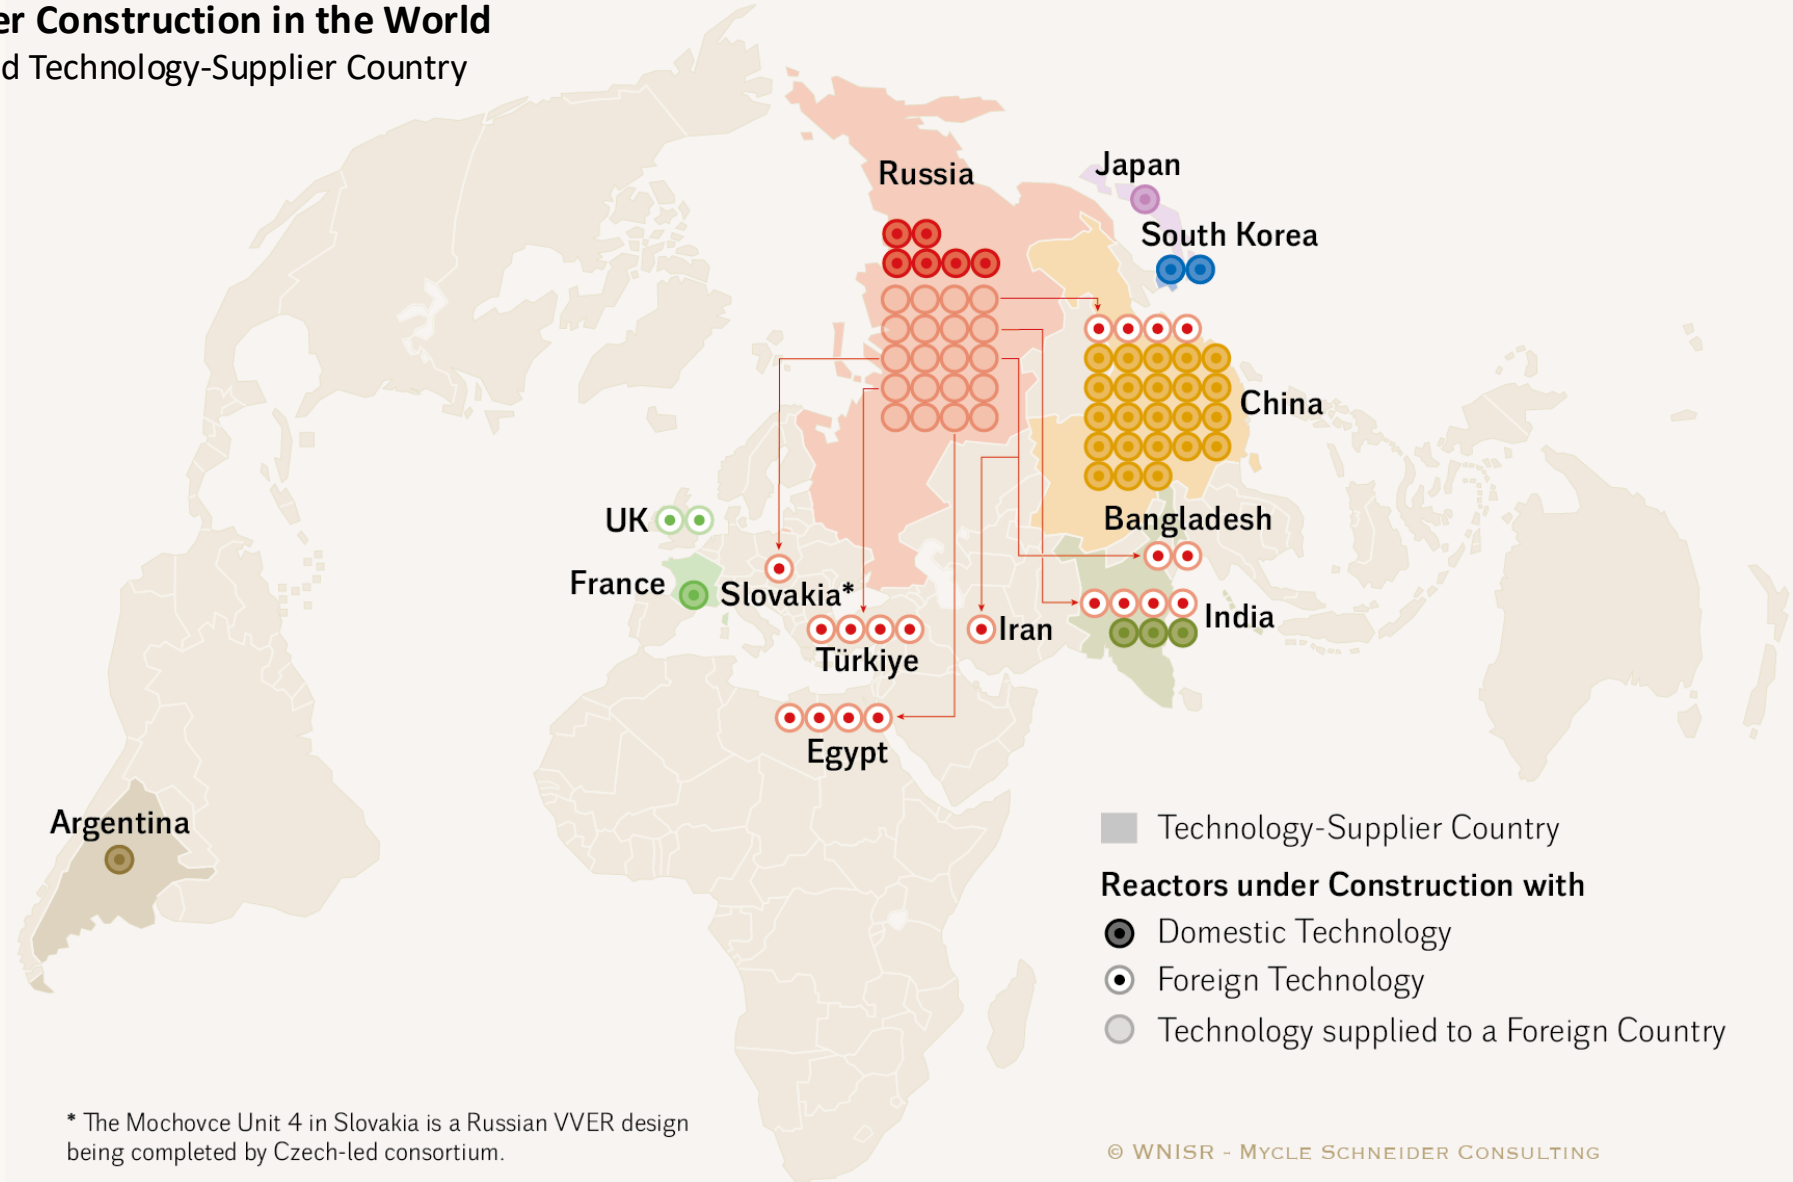 er Construction in the World
d Technology-Supplier Country
Russia
Japan
South Korea
China
UK
Bangladesh
France
Slovakia*
India
Iran
Türkiye
Egypt
Argentina
Technology-Supplier Country
Reactors under Construction with
Domestic Technology
Foreign Technology
Technology supplied to a Foreign Country
* The Mochovce Unit 4 in Slovakia is a Russian VVER design
being completed by Czech-led consortium.
© WNISR - Mycle Schneider Consulting